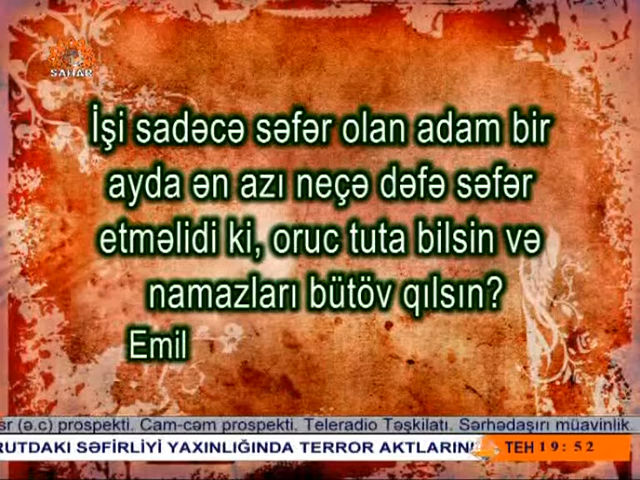 SAHAR
İşi sadəcə səfər olan adam bir
ayda ən azı neçə dəfə səfər
etməlidi ki, oruc tuta bilsin və
namazları bütöv qılsın?
Emil
sr (ə.c) prospekti. Cam-cəm prospekti. Teleradio Təşkilatı. Sərhədaşırı müavinlik
RUTDAKI SƏFİRLİYİ YAXINLIĞINDA TERROR AKTLARINI TEH 19:52